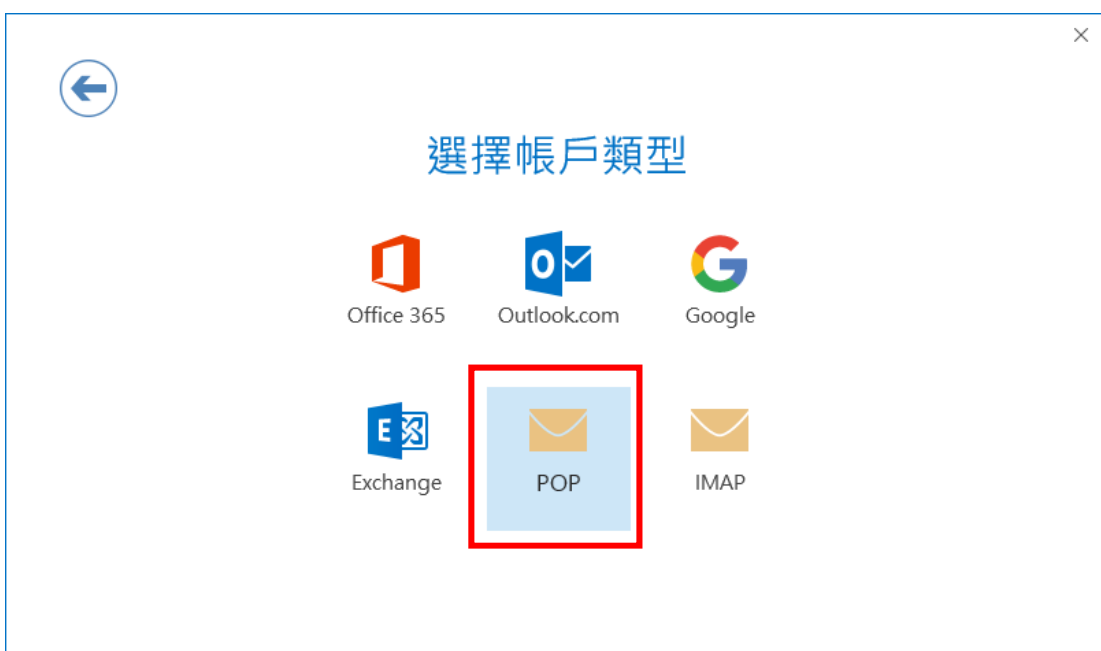 選擇帳戶類型
Office 365
Outlook.com
Google
Exchange
POP
IMAP